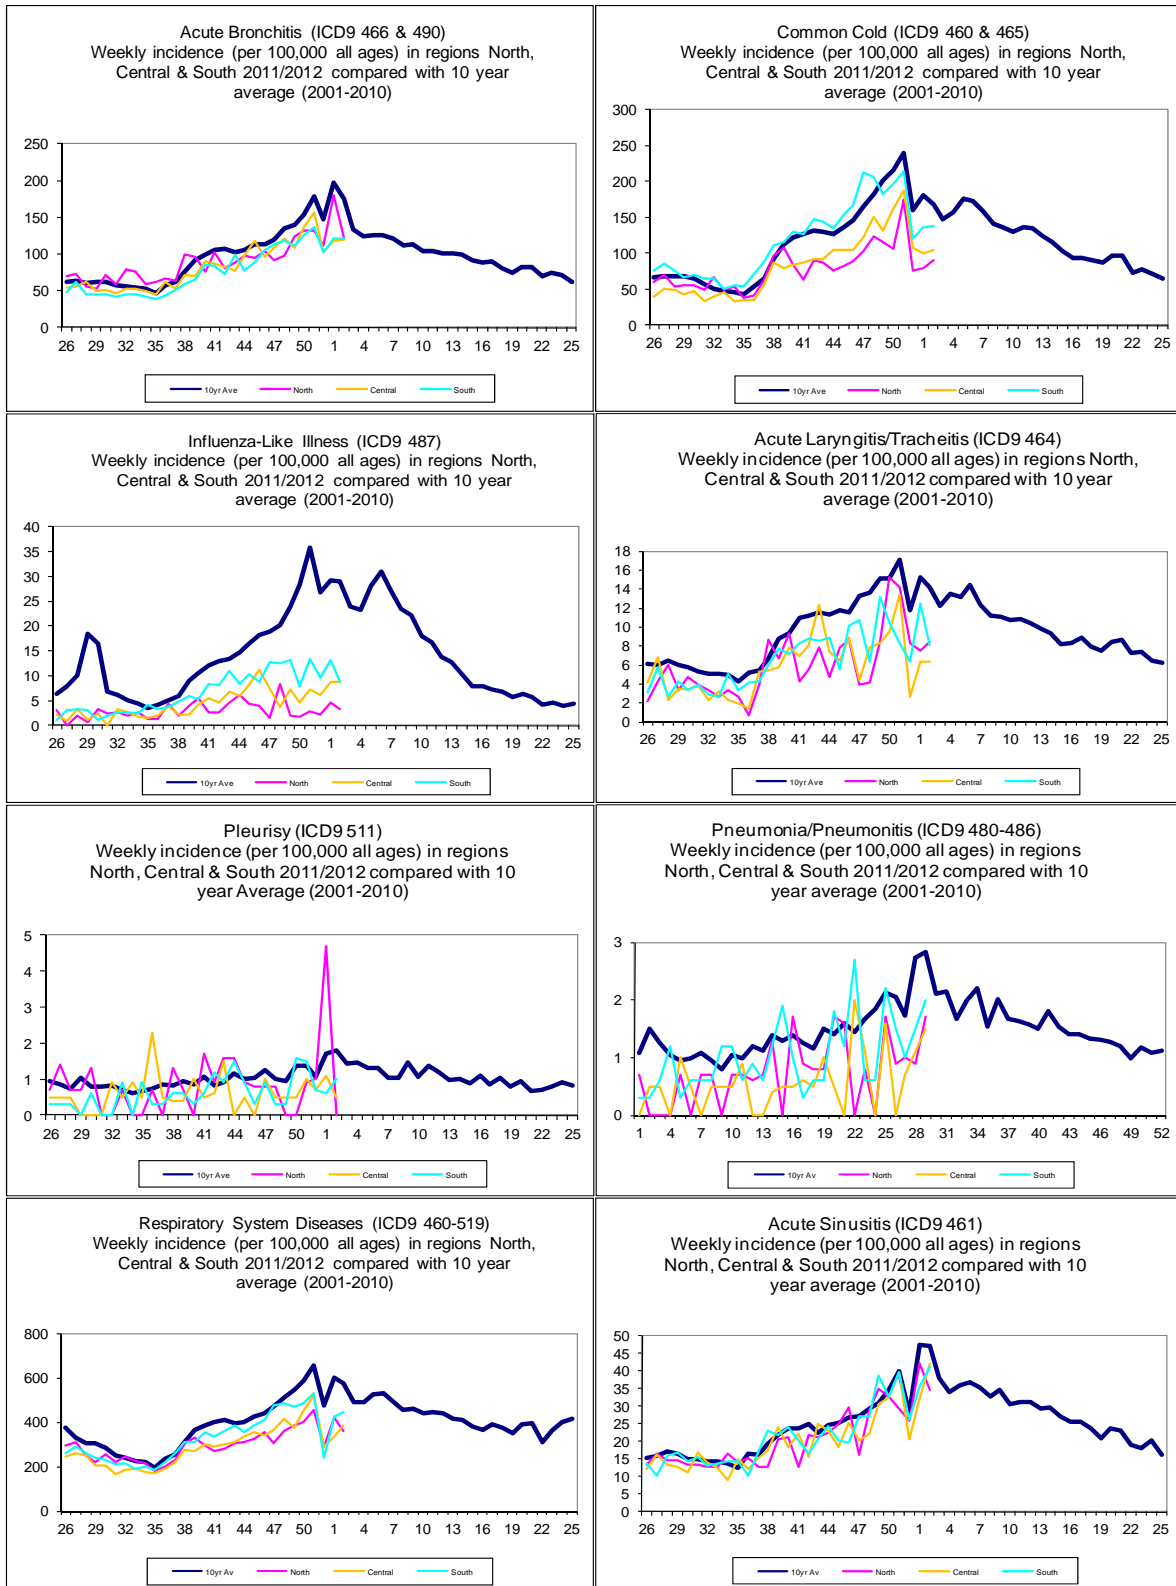 Acute Bronchitis (ICD9 466 & 490)
Weekly incidence (per 100,000 all ages) in regions North,
Central & South 2011/2012 compared with 10 year
average (2001-2010)
250
200
150
100
50
0
26 29 32 35 38 41 44 47 50 1 4 7 10 13 16 19 22 25
10yr Ave North Central South
Common Cold (ICD9 460 & 465)
Weekly incidence (per 100,000 all ages) in regions North,
Central & South 2011/2012 compared with 10 year
average (2001-2010)
300
250
200
150
100
50
0
26 29 32 35 38 41 44 47 50 1 4 7 10 13 16 19 22 25
10yr Ave North Central South
Influenza-Like Illness (ICD9 487)
Weekly incidence (per 100,000 all ages) in regions North,
Central & South 2011/2012 compared with 10 year
average (2001-2010)
40
35
30
25
20
15
10
5
0
26 29 32 35 38 41 44 47 50 1 4 7 10 13 16 19 22 25
10yr Ave North Central South
Acute Laryngitis/Tracheitis (ICD9 464)
Weekly incidence (per 100,000 all ages) in regions North,
Central & South 2011/2012 compared with 10 year
average (2001-2010)
18
16
14
12
10
8
6
4
2
0
26 29 32 35 38 41 44 47 50 1 4 7 10 13 16 19 22 25
10yr Ave North Central South
Pleurisy (ICD9 511)
Weekly incidence (per 100,000 all ages) in regions
North, Central & South 2011/2012 compared with 10
year Average (2001-2010)
5
4
3
2
1
0
26 29 32 35 38 41 44 47 50 1 4 7 10 13 16 19 22 25
10yr Ave North Central South
Pneumonia/Pneumonitis (ICD9 480-486)
Weekly incidence (per 100,000 all ages) in regions
North, Central & South 2011/2012 compared with 10
year average (2001-2010)
3
2
1
0
1 4 7 10 13 16 19 22 25 28 31 34 37 40 43 46 49 52
10yr Av North Central South
Respiratory System Diseases (ICD9 460-519)
Weekly incidence (per 100,000 all ages) in regions North,
Central & South 2011/2012 compared with 10 year
average (2001-2010)
800
600
400
200
0
26 29 32 35 38 41 44 47 50 1 4 7 10 13 16 19 22 25
10yr Av North Central South
Acute Sinusitis (ICD9 461)
Weekly incidence (per 100,000 all ages) in regions
North, Central & South 2011/2012 compared with 10
year average (2001-2010)
50
45
40
35
30
25
20
15
10
5
0
26 29 32 35 38 41 44 47 50 1 4 7 10 13 16 19 22 25
10yr Av North Central South